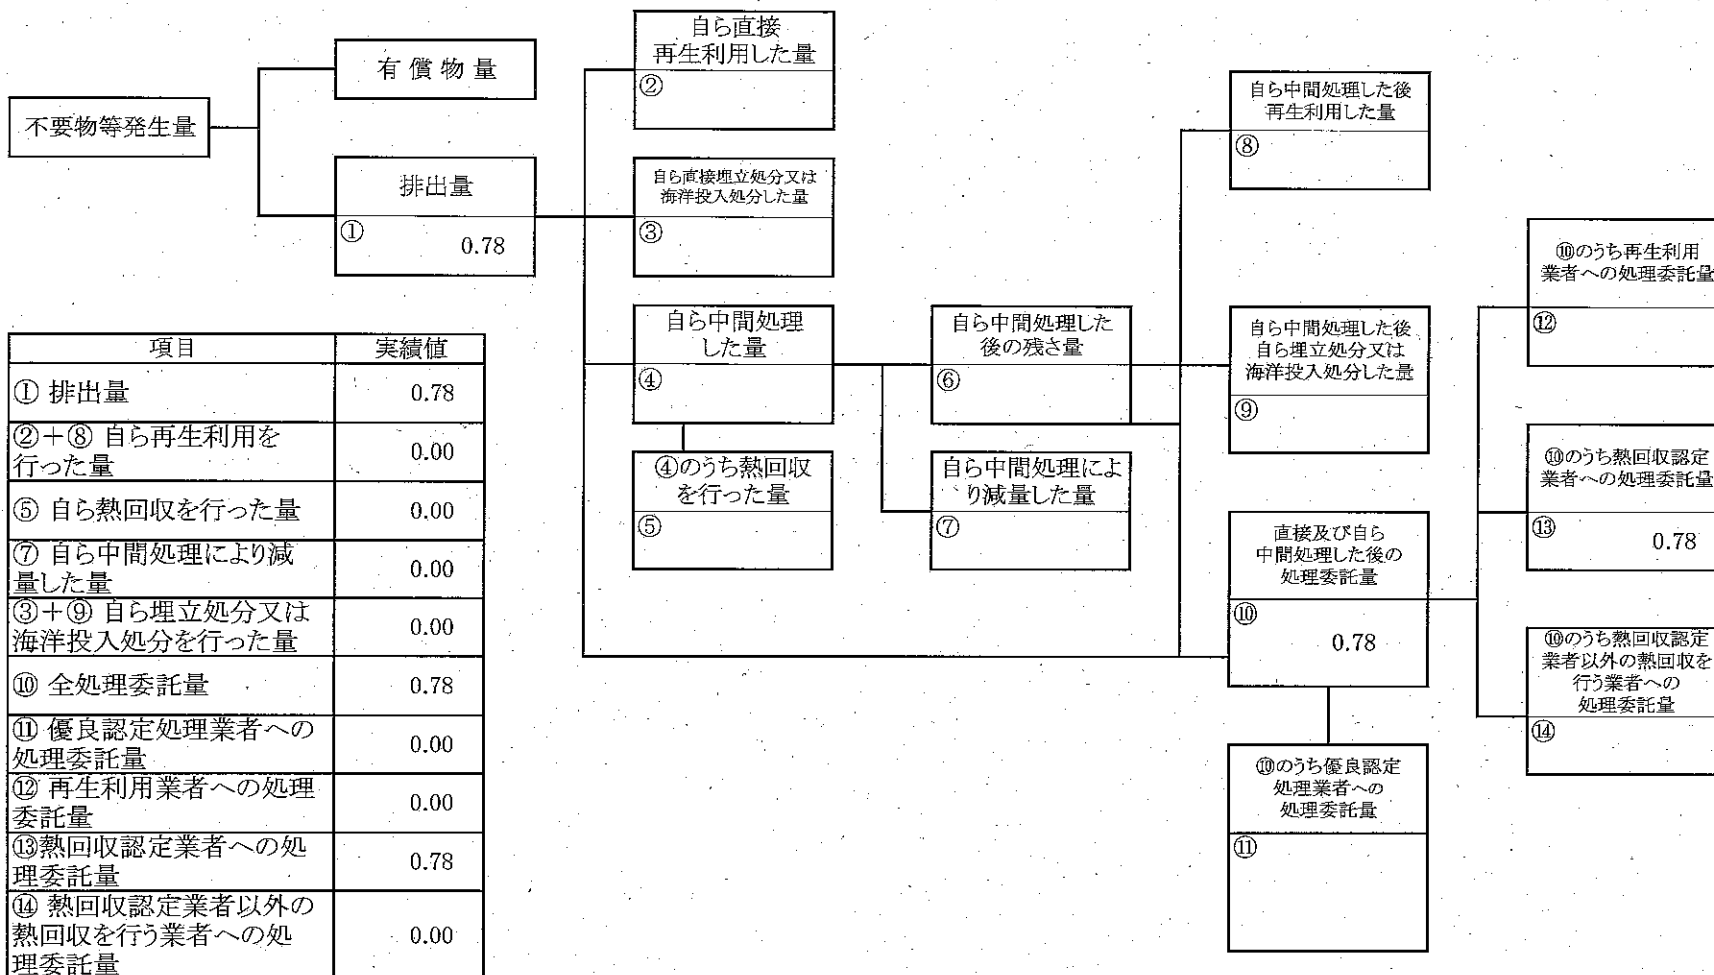 不要物等発生量
有償物量
排出量
①
0.78
自ら直接
再生利用した量
②
自ら直接埋立処分又は
海洋投入処分した量
③
自ら中間処理
した量
④
④のうち熱回収
を行った量
⑤
自ら中間処理した
後の残さ量
⑥
自ら中間処理によ
り減量した量
⑦
自ら中間処理した後
再生利用した量
⑧
自ら中間処理した後
自ら埋立処分又は
海洋投入処分した量
⑨
直接及び自ら
中間処理した後の
処理委託量
⑩
0.78
⑩のうち優良認定
処理業者への
処理委託量
⑪
⑩のうち再生利用
業者への処理委託量
⑫
⑩のうち熱回収認定
業者への処理委託量
⑬
0.78
⑩のうち熱回収認定
業者以外の熱回収を
行う業者への
処理委託量
⑭
項目 実績値
① 排出量 0.78
②+⑧ 自ら再生利用を
行った量 0.00
⑤ 自ら熱回収を行った量 0.00
⑦ 自ら中間処理により減
量した量 0.00
③+⑨ 自ら埋立処分又は
海洋投入処分を行った量 0.00
⑩ 全処理委託量 0.78
⑪ 優良認定処理業者への
処理委託量 0.00
⑫ 再生利用業者への処理
委託量 0.00
⑬熱回収認定業者への処
理委託量 0.78
⑭ 熱回収認定業者以外の
熱回収を行う業者への処
理委託量 0.00